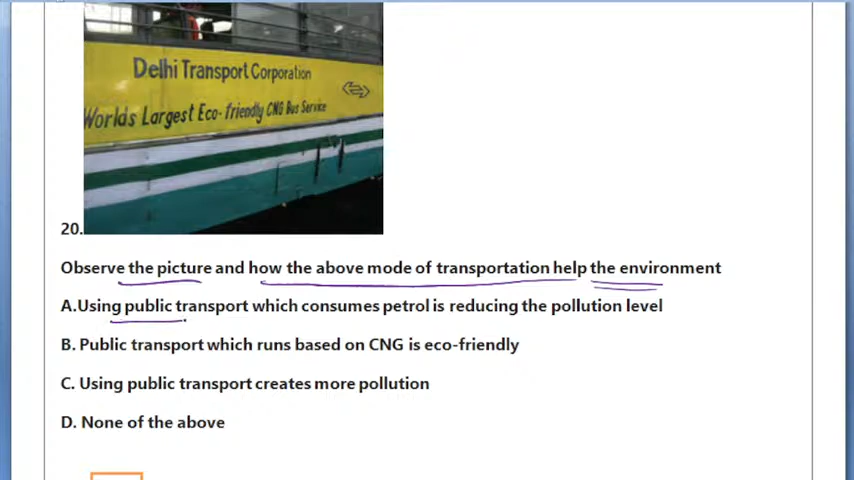 Delhi Transport Corporation
Worlds Largest Eco-friendly CNG Bus Service
20.
Observe the picture and how the above mode of transportation help the environment
A.Using public transport which consumes petrol is reducing the pollution level
B. Public transport which runs based on CNG is eco-friendly
C. Using public transport creates more pollution
D. None of the above